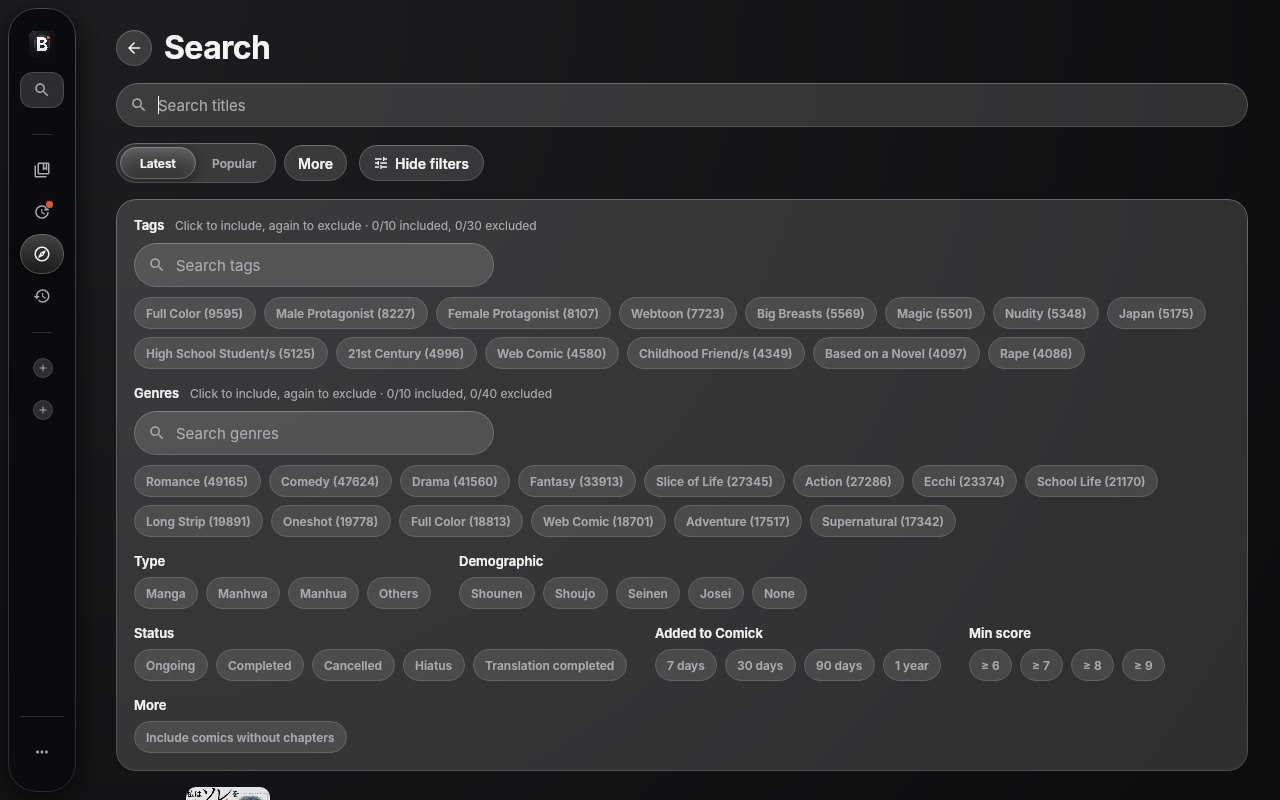 B
Search
Search titles
Latest Popular More Hide filters
Tags Click to include, again to exclude · 0/10 included, 0/30 excluded
Search tags
Full Color (9595) Male Protagonist (8227) Female Protagonist (8107) Webtoon (7723) Big Breasts (5569) Magic (5501) Nudity (5348) Japan (5175)
High School Student/s (5125) 21st Century (4996) Web Comic (4580) Childhood Friend/s (4349) Based on a Novel (4097) Rape (4086)
Genres Click to include, again to exclude · 0/10 included, 0/40 excluded
Search genres
Romance (49165) Comedy (47624) Drama (41560) Fantasy (33913) Slice of Life (27345) Action (27286) Ecchi (23374) School Life (21170)
Long Strip (19891) Oneshot (19778) Full Color (18813) Web Comic (18701) Adventure (17517) Supernatural (17342)
Type Demographic
Manga Manhwa Manhua Others Shounen Shoujo Seinen Josei None
Status Added to Comick Min score
Ongoing Completed Cancelled Hiatus Translation completed 7 days 30 days 90 days 1 year ≥ 6 ≥ 7 ≥ 8 ≥ 9
More
Include comics without chapters
私はソレを